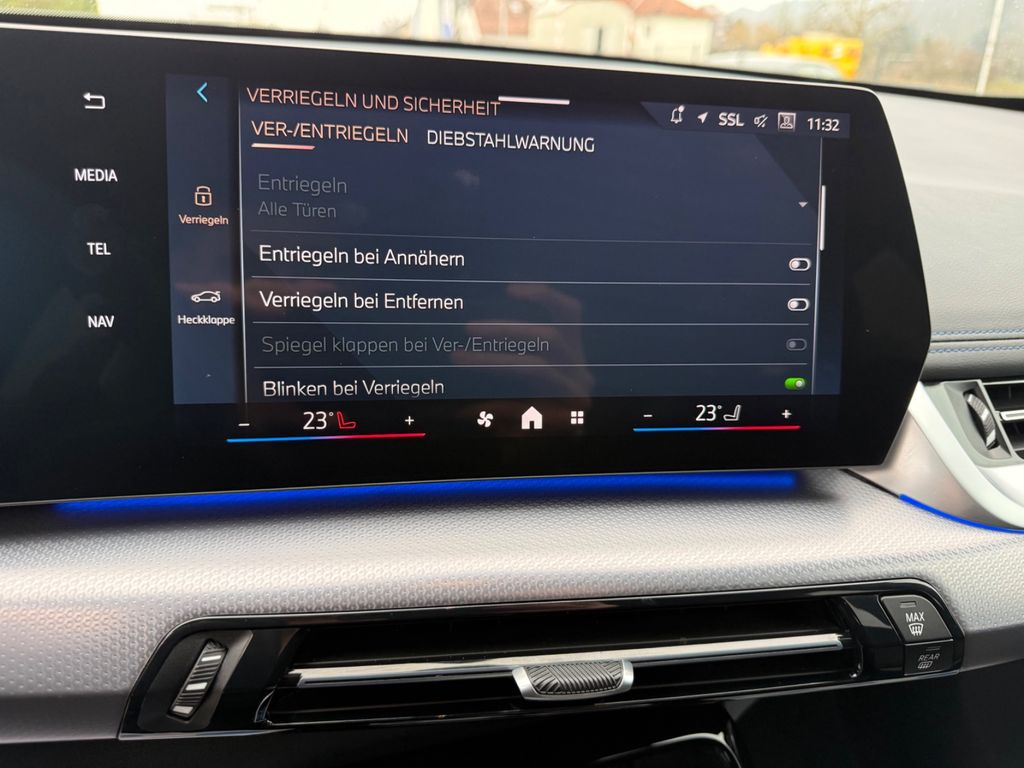 VERRIEGELN UND SICHERHEIT
SSL 11:32
VER-/ENTRIEGELN DIEBSTAHLWARNUNG
MEDIA
TEL
NAV
Verriegeln
Heckklappe
Entriegeln
Alle Türen
Entriegeln bei Annähern
Verriegeln bei Entfernen
Spiegel klappen bei Ver-/Entriegeln
Blinken bei Verriegeln
− 23° + − 23° +
MAX
REAR